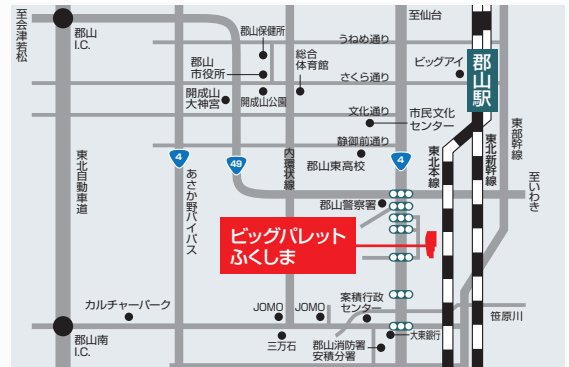 至会津若松
郡山
I.C.
郡山保健所
郡山
市役所
総合
体育館
開成山
大神宮
開成山公園
至仙台
うねめ通り
ビッグアイ
さくら通り
文化通り
市民文化
センター
静御前通り
郡山東高校
郡山駅
東部幹線
東北新幹線
東北本線
至いわき
東北自動車道
4
あさか野バイパス
49
内環状線
4
郡山警察署
ビッグパレット
ふくしま
カルチャーパーク
JOMO
JOMO
案積行政
センター
笹原川
郡山南
I.C.
三万石
郡山消防署
安積分署
大東銀行